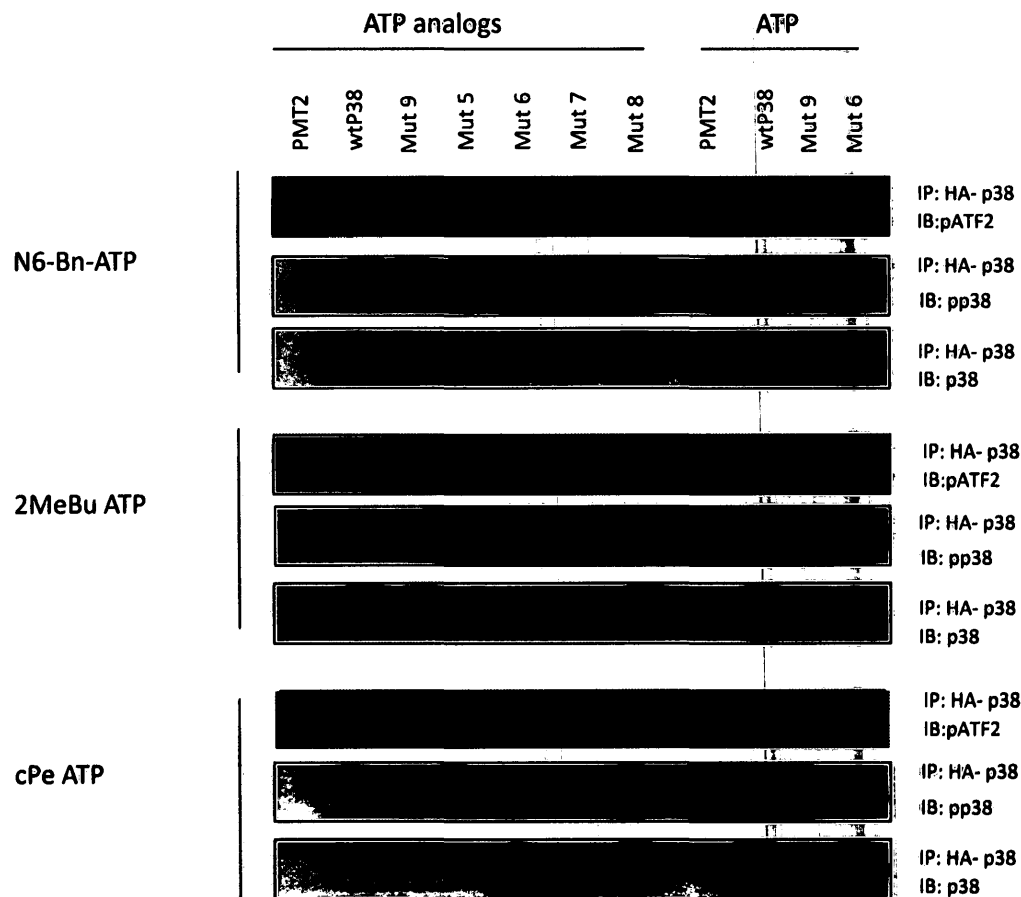 ATP analogs ATP
PMT2 wtP38 Mut 9 Mut 5 Mut 6 Mut 7 Mut 8 PMT2 wtP38 Mut 9 Mut 6
N6-Bn-ATP
IP: HA- p38
IB:pATF2
IP: HA- p38
IB: pp38
IP: HA- p38
IB: p38
2MeBu ATP
IP: HA- p38
IB:pATF2
IP: HA- p38
IB: pp38
IP: HA- p38
IB: p38
cPe ATP
IP: HA- p38
IB:pATF2
IP: HA- p38
IB: pp38
IP: HA- p38
IB: p38